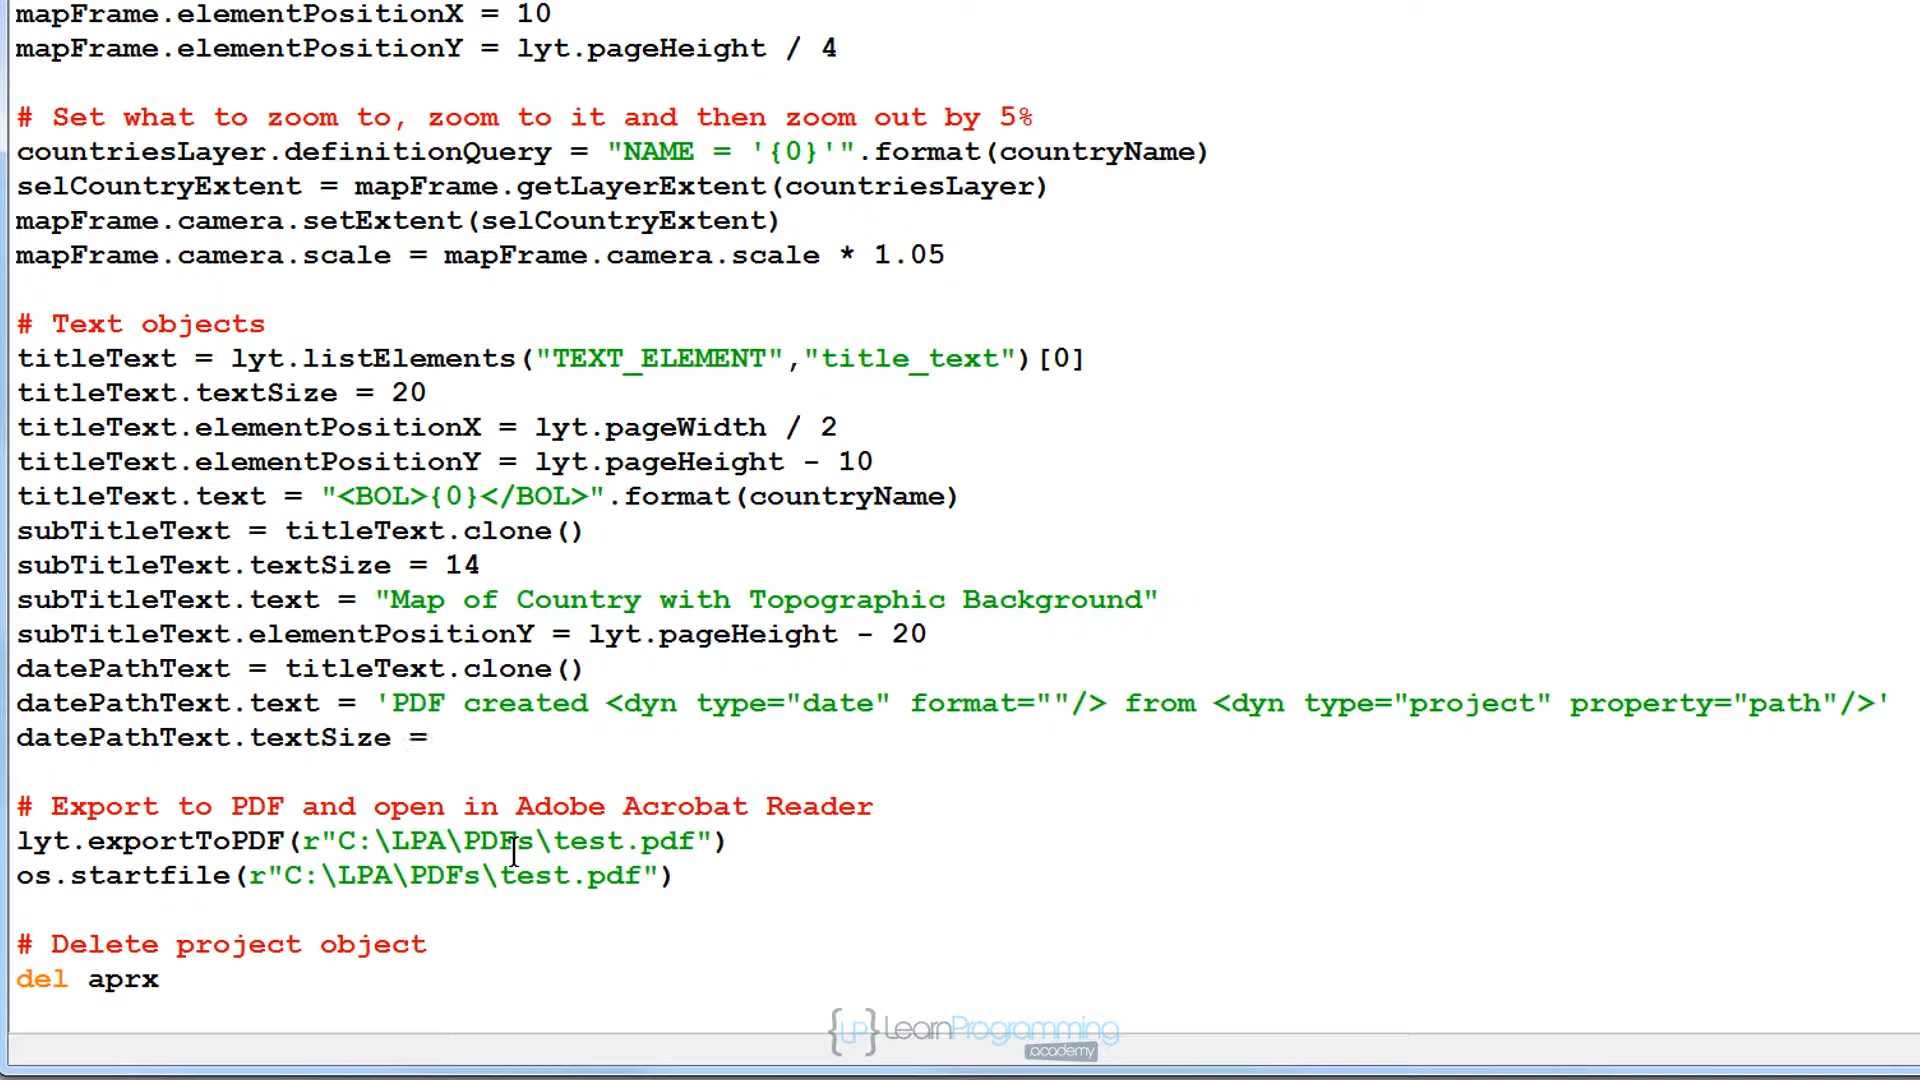 mapFrame.elementPositionX = 10
mapFrame.elementPositionY = lyt.pageHeight / 4
# Set what to zoom to, zoom to it and then zoom out by 5%
countriesLayer.definitionQuery = "NAME = '{0}'".format(countryName)
selCountryExtent = mapFrame.getLayerExtent(countriesLayer)
mapFrame.camera.setExtent(selCountryExtent)
mapFrame.camera.scale = mapFrame.camera.scale * 1.05
# Text objects
titleText = lyt.listElements("TEXT_ELEMENT","title_text")[0]
titleText.textSize = 20
titleText.elementPositionX = lyt.pageWidth / 2
titleText.elementPositionY = lyt.pageHeight - 10
titleText.text = "<BOL>{0}</BOL>".format(countryName)
subTitleText = titleText.clone()
subTitleText.textSize = 14
subTitleText.text = "Map of Country with Topographic Background"
subTitleText.elementPositionY = lyt.pageHeight - 20
datePathText = titleText.clone()
datePathText.text = 'PDF created <dyn type="date" format=""/> from <dyn type="project" property="path"/>'
datePathText.textSize =
# Export to PDF and open in Adobe Acrobat Reader
lyt.exportToPDF(r"C:\LPA\PDFs\test.pdf")
os.startfile(r"C:\LPA\PDFs\test.pdf")
# Delete project object
del aprx
{LP} LearnProgramming
.academy